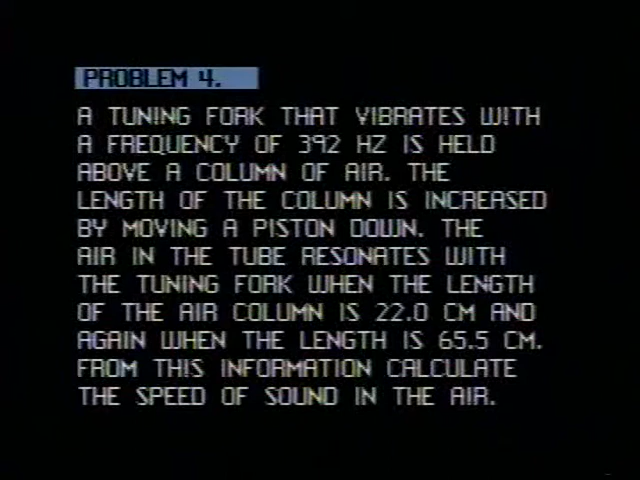 PROBLEM 4.
A TUNING FORK THAT VIBRATES WITH
A FREQUENCY OF 392 HZ IS HELD
ABOVE A COLUMN OF AIR. THE
LENGTH OF THE COLUMN IS INCREASED
BY MOVING A PISTON DOWN. THE
AIR IN THE TUBE RESONATES WITH
THE TUNING FORK WHEN THE LENGTH
OF THE AIR COLUMN IS 22.0 CM AND
AGAIN WHEN THE LENGTH IS 65.5 CM.
FROM THIS INFORMATION CALCULATE
THE SPEED OF SOUND IN THE AIR.